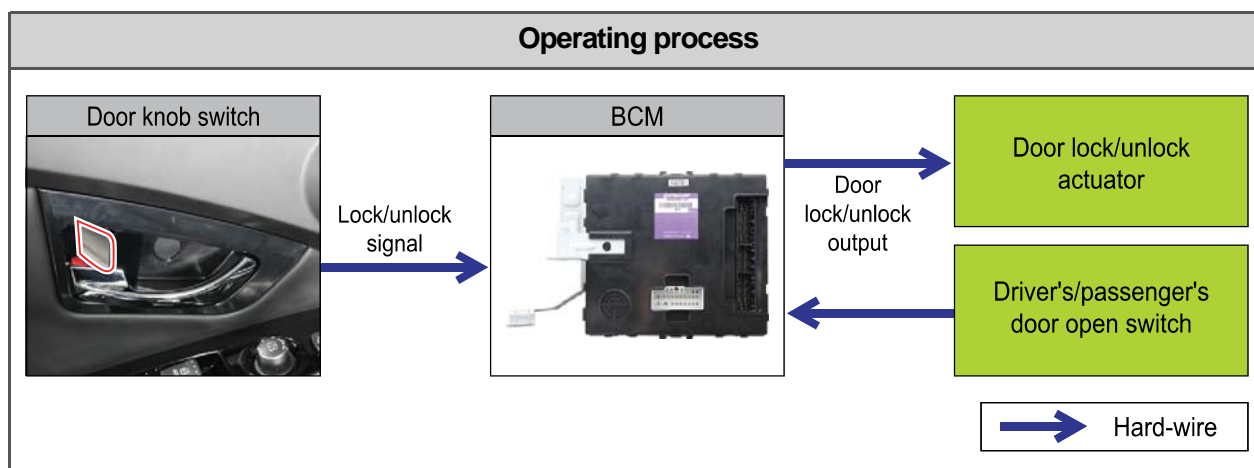 Operating process
Door knob switch
Lock/unlock
signal
BCM
Door
lock/unlock
output
Door lock/unlock
actuator
Driver's/passenger's
door open switch
Hard-wire